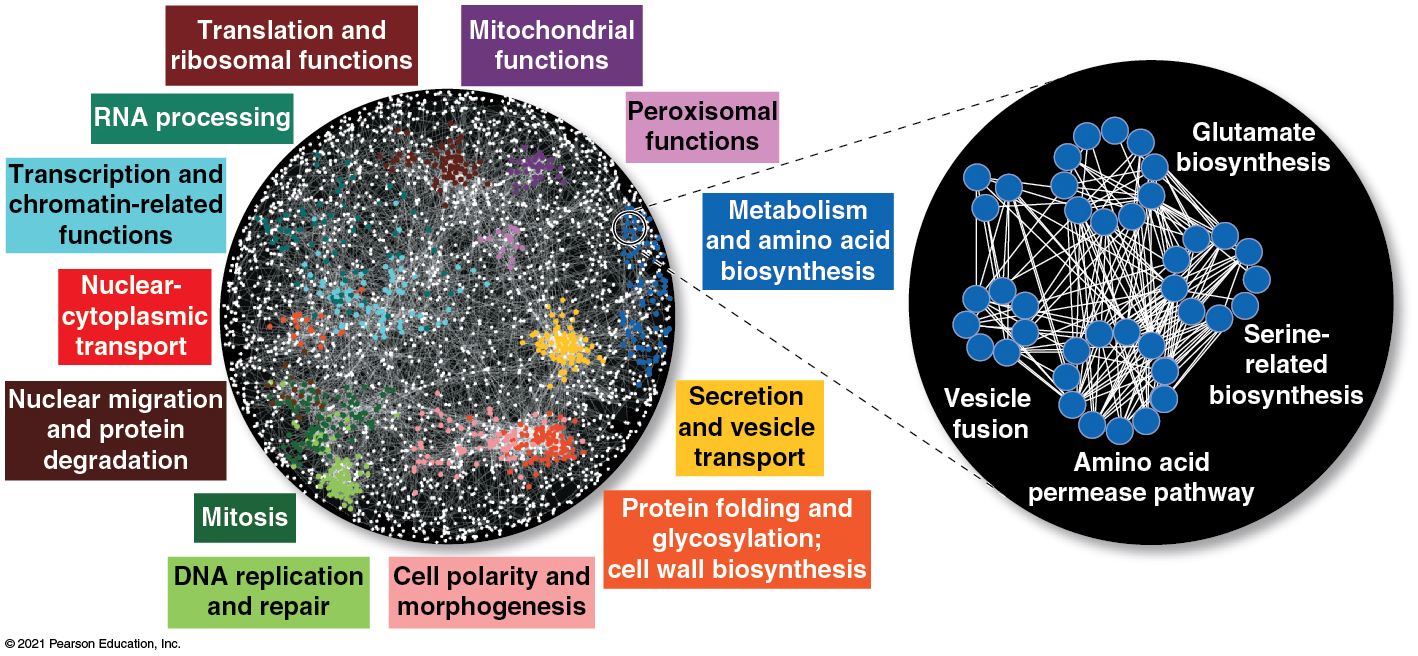 Translation and
ribosomal functions
Mitochondrial
functions
RNA processing
Peroxisomal
functions
Transcription and
chromatin-related
functions
Metabolism
and amino acid
biosynthesis
Nuclear-
cytoplasmic
transport
Nuclear migration
and protein
degradation
Secretion
and vesicle
transport
Mitosis
Protein folding and
glycosylation;
cell wall biosynthesis
DNA replication
and repair
Cell polarity and
morphogenesis
Glutamate
biosynthesis
Serine-
related
biosynthesis
Vesicle
fusion
Amino acid
permease pathway
© 2021 Pearson Education, Inc.